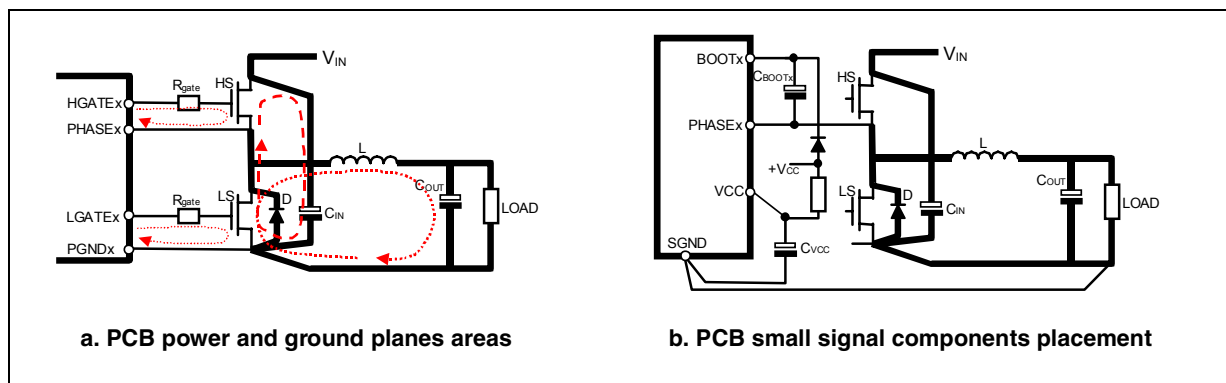 VIN
HS
Rgate
HGATEx
PHASEx
L
COUT
LS
Rgate
D
LOAD
LGATEx
CIN
PGNDx
a. PCB power and ground planes areas
VIN
BOOTx
HS
CBOOTx
PHASEx
L
+VCC
COUT
VCC
LS
D
LOAD
CIN
SGND
CVCC
b. PCB small signal components placement